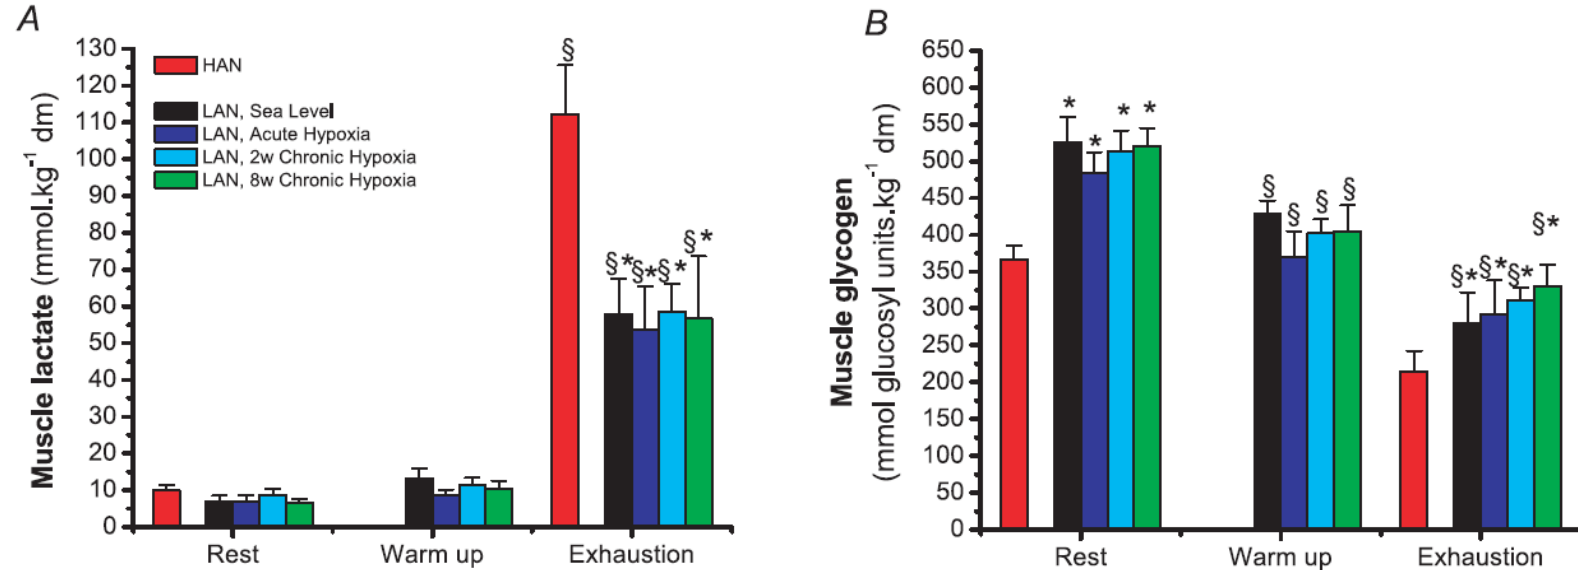 A
Muscle lactate (mmol.kg-1 dm)
130
120
110
100
90
80
70
60
50
40
30
20
10
0
HAN
LAN, Sea Level
LAN, Acute Hypoxia
LAN, 2w Chronic Hypoxia
LAN, 8w Chronic Hypoxia
§
§* §* §* §*
Rest Warm up Exhaustion
B
Muscle glycogen
(mmol glucosyl units.kg-1 dm)
650
600
550
500
450
400
350
300
250
200
150
100
50
0
* * * *
§ § § §
§* §* §* §*
Rest Warm up Exhaustion